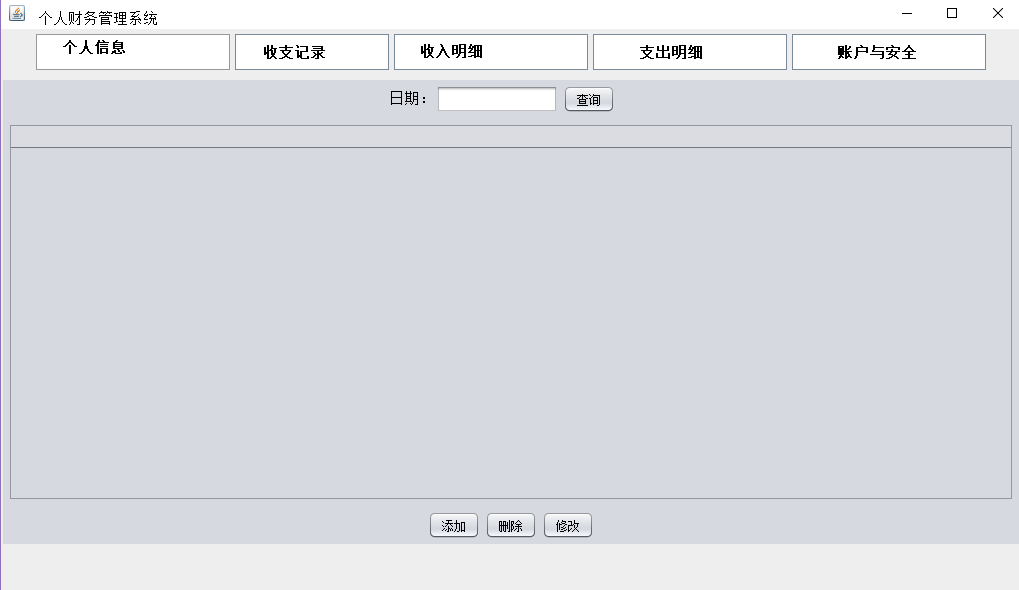 个人财务管理系统
个人信息 收支记录 收入明细 支出明细 账户与安全
日期： 查询
添加 删除 修改